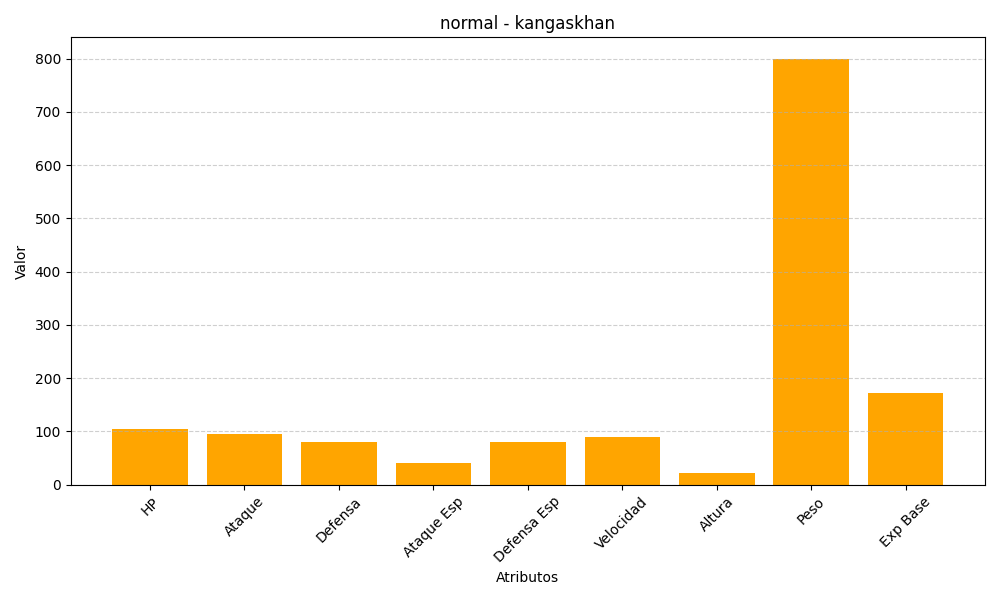 normal - kangaskhan
Valor
800
700
600
500
400
300
200
100
0
HP
Ataque
Defensa
Ataque Esp
Defensa Esp
Velocidad
Altura
Peso
Exp Base
Atributos